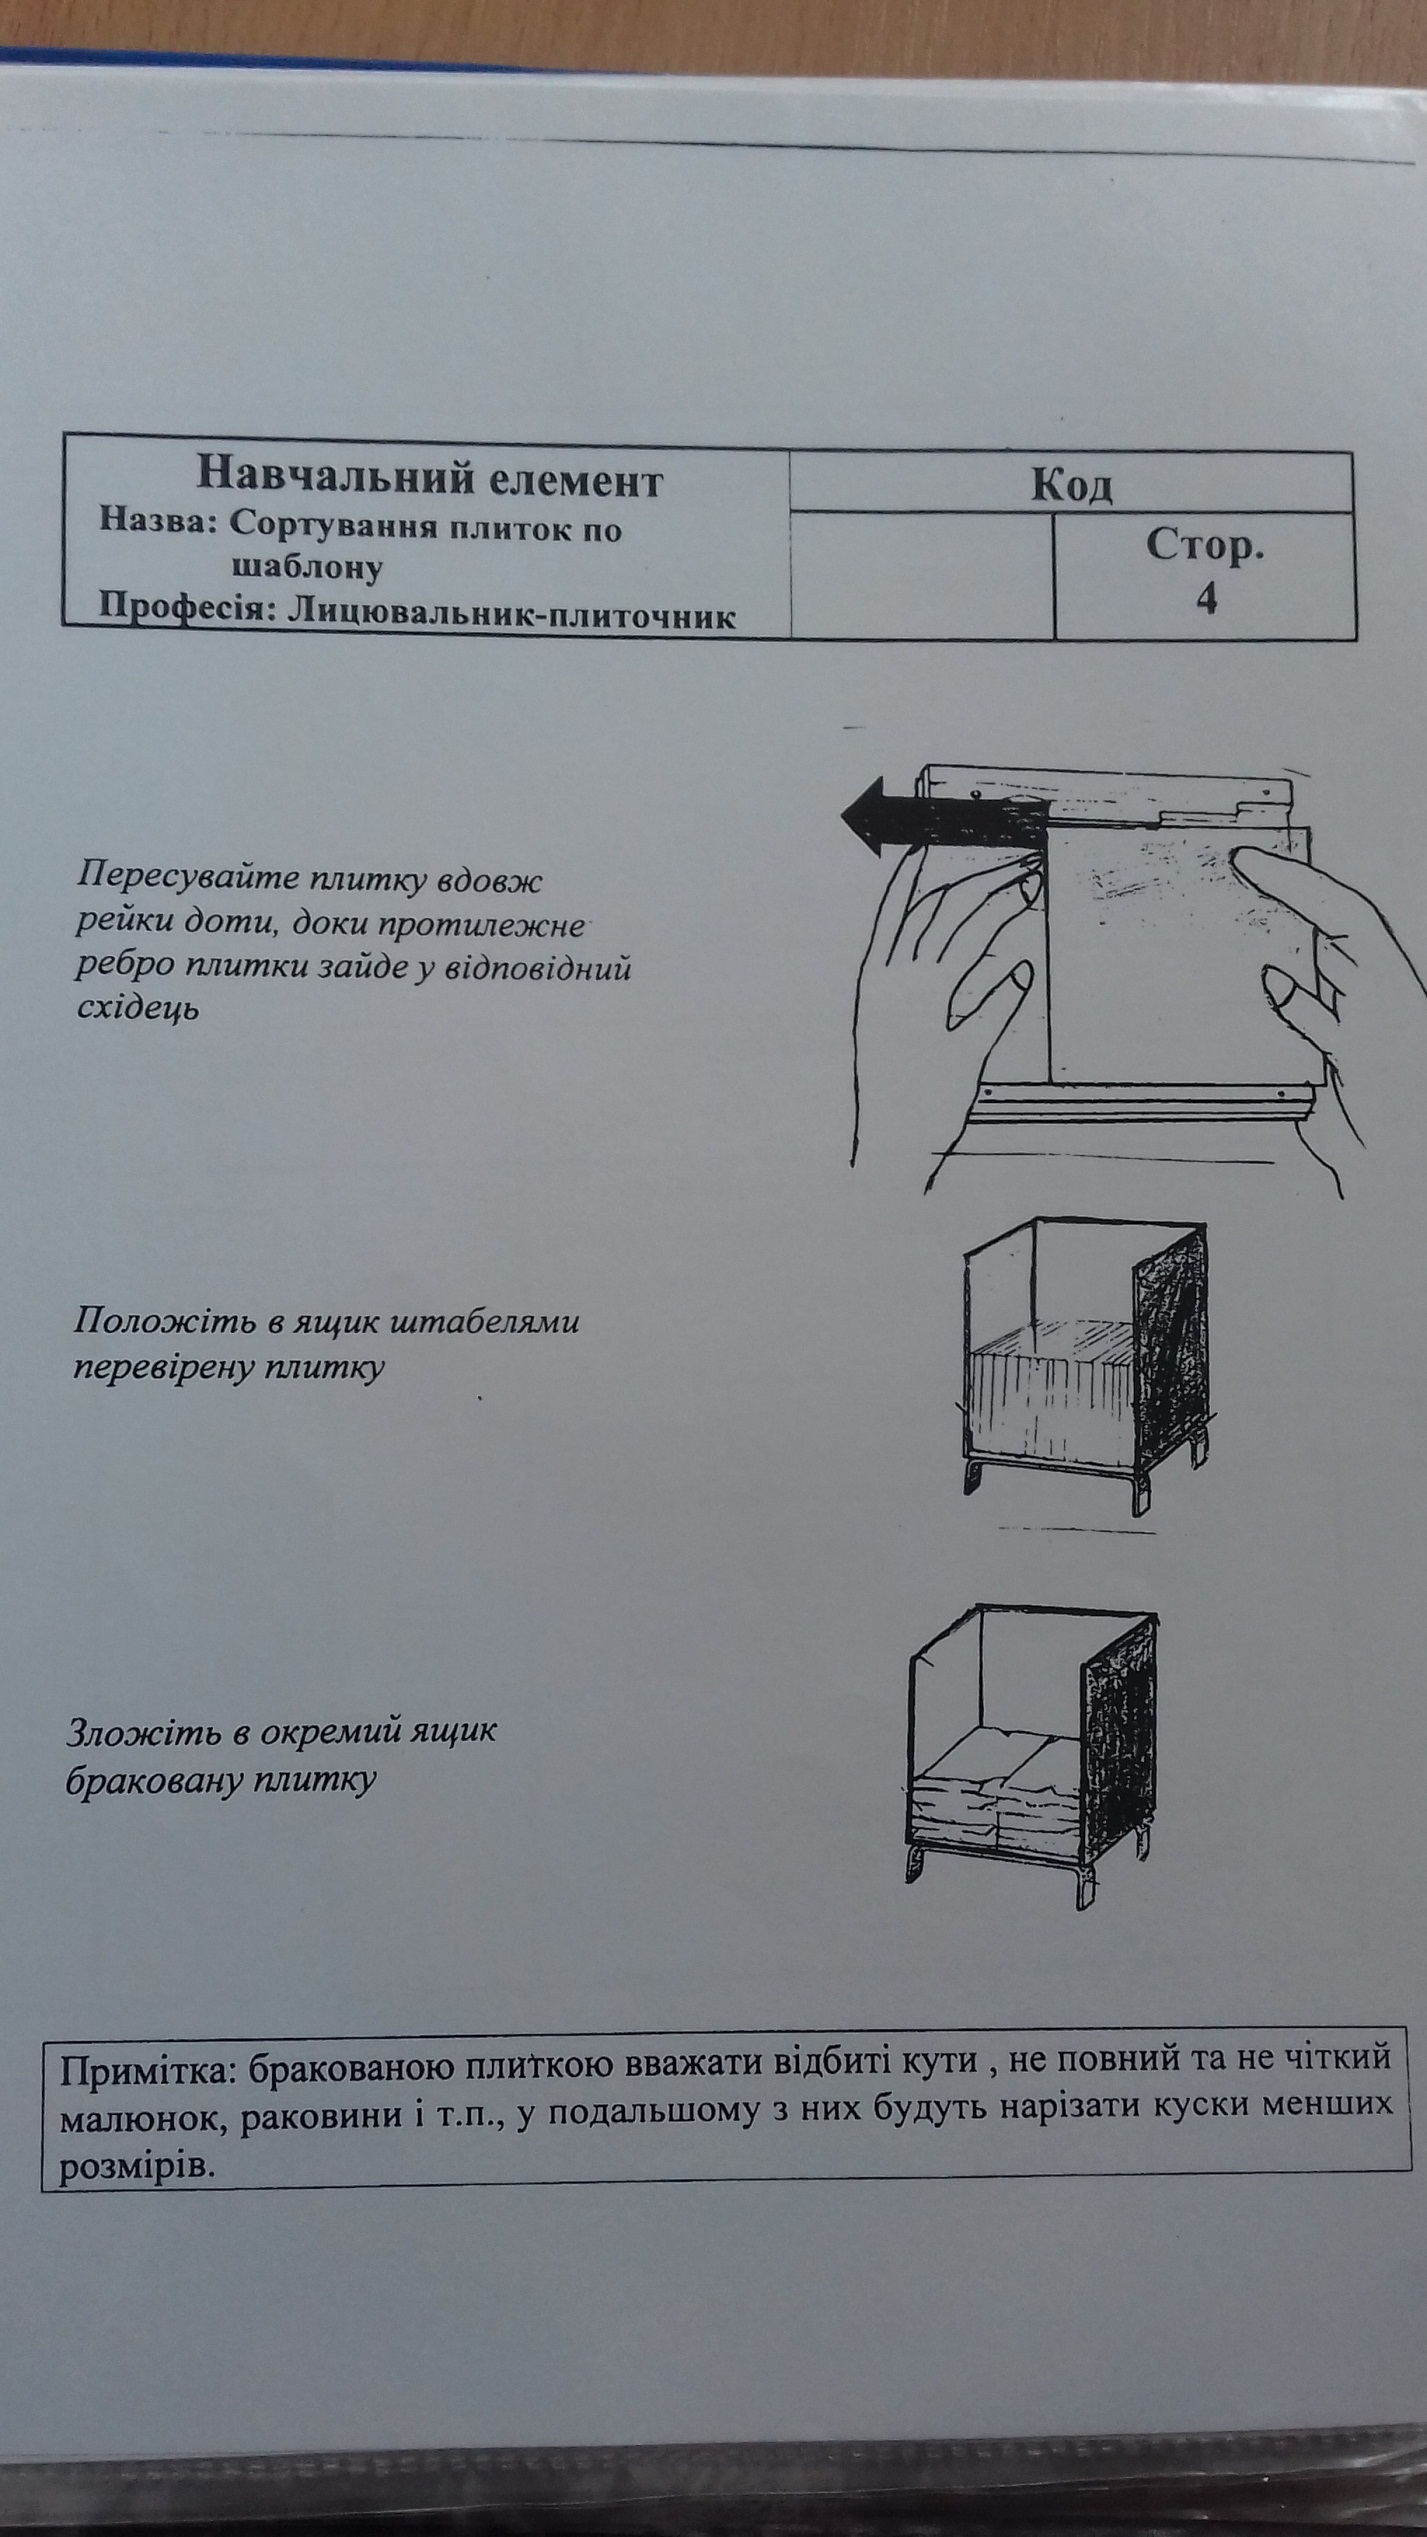 Навчальний елемент
Назва: Сортування плиток по
шаблону
Професія: Лицювальник-плиточник
Код
Стор.
4
Пересувайте плитку вдовж
рейки доти, доки протилежне
ребро плитки зайде у відповідний
східець
Положіть в ящик штабелями
перевірену плитку
Зложіть в окремий ящик
браковану плитку
Примітка: бракованою плиткою вважати відбиті кути , не повний та не чіткий
малюнок, раковини і т.п., у подальшому з них будуть нарізати куски менших
розмірів.